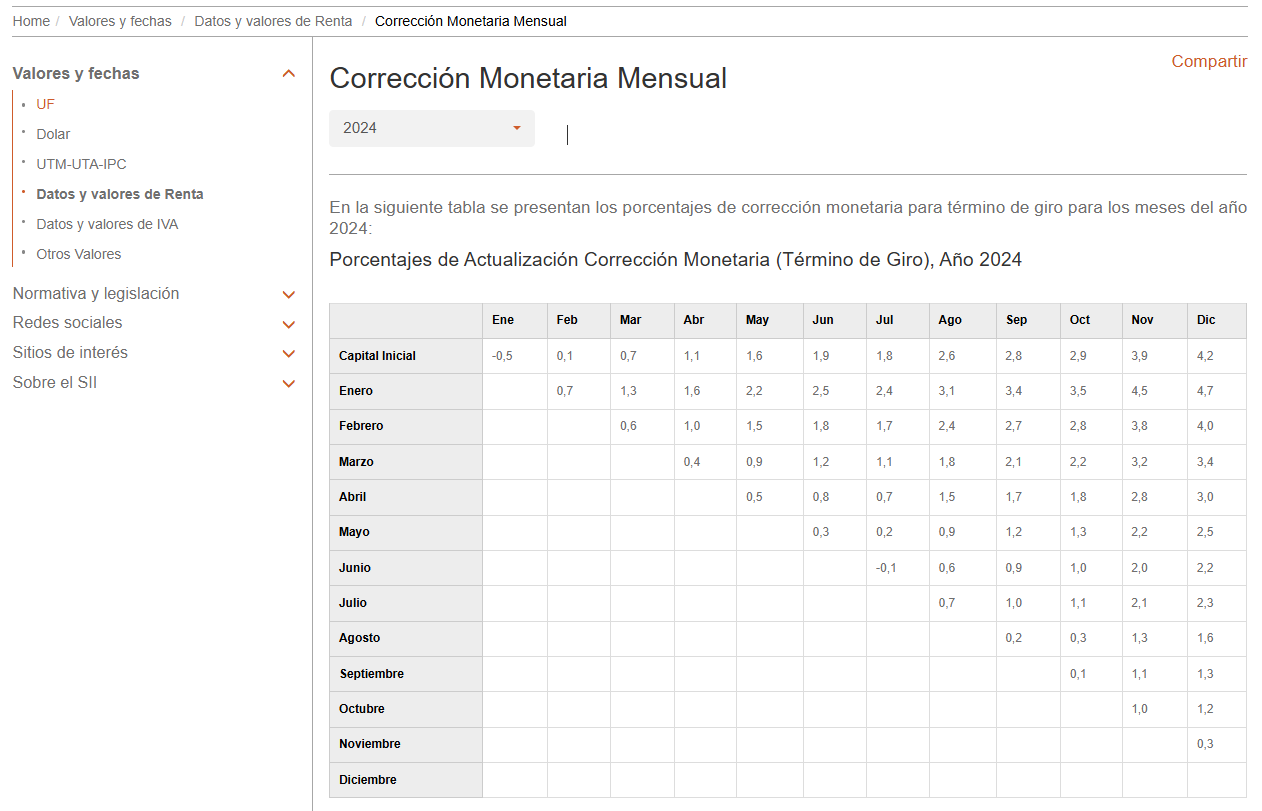 Home / Valores y fechas / Datos y valores de Renta / Corrección Monetaria Mensual
Valores y fechas
UF
Dolar
UTM-UTA-IPC
Datos y valores de Renta
Datos y valores de IVA
Otros Valores
Normativa y legislación
Redes sociales
Sitios de interés
Sobre el SII
Compartir
Corrección Monetaria Mensual
2024
En la siguiente tabla se presentan los porcentajes de corrección monetaria para término de giro para los meses del año
2024:
Porcentajes de Actualización Corrección Monetaria (Término de Giro), Año 2024
Ene Feb Mar Abr May Jun Jul Ago Sep Oct Nov Dic
Capital Inicial -0,5 0,1 0,7 1,1 1,6 1,9 1,8 2,6 2,8 2,9 3,9 4,2
Enero 0,7 1,3 1,6 2,2 2,5 2,4 3,1 3,4 3,5 4,5 4,7
Febrero 0,6 1,0 1,5 1,8 1,7 2,4 2,7 2,8 3,8 4,0
Marzo 0,4 0,9 1,2 1,1 1,8 2,1 2,2 3,2 3,4
Abril 0,5 0,8 0,7 1,5 1,7 1,8 2,8 3,0
Mayo 0,3 0,2 0,9 1,2 1,3 2,2 2,5
Junio -0,1 0,6 0,9 1,0 2,0 2,2
Julio 0,7 1,0 1,1 2,1 2,3
Agosto 0,2 0,3 1,3 1,6
Septiembre 0,1 1,1 1,3
Octubre 1,0 1,2
Noviembre 0,3
Diciembre